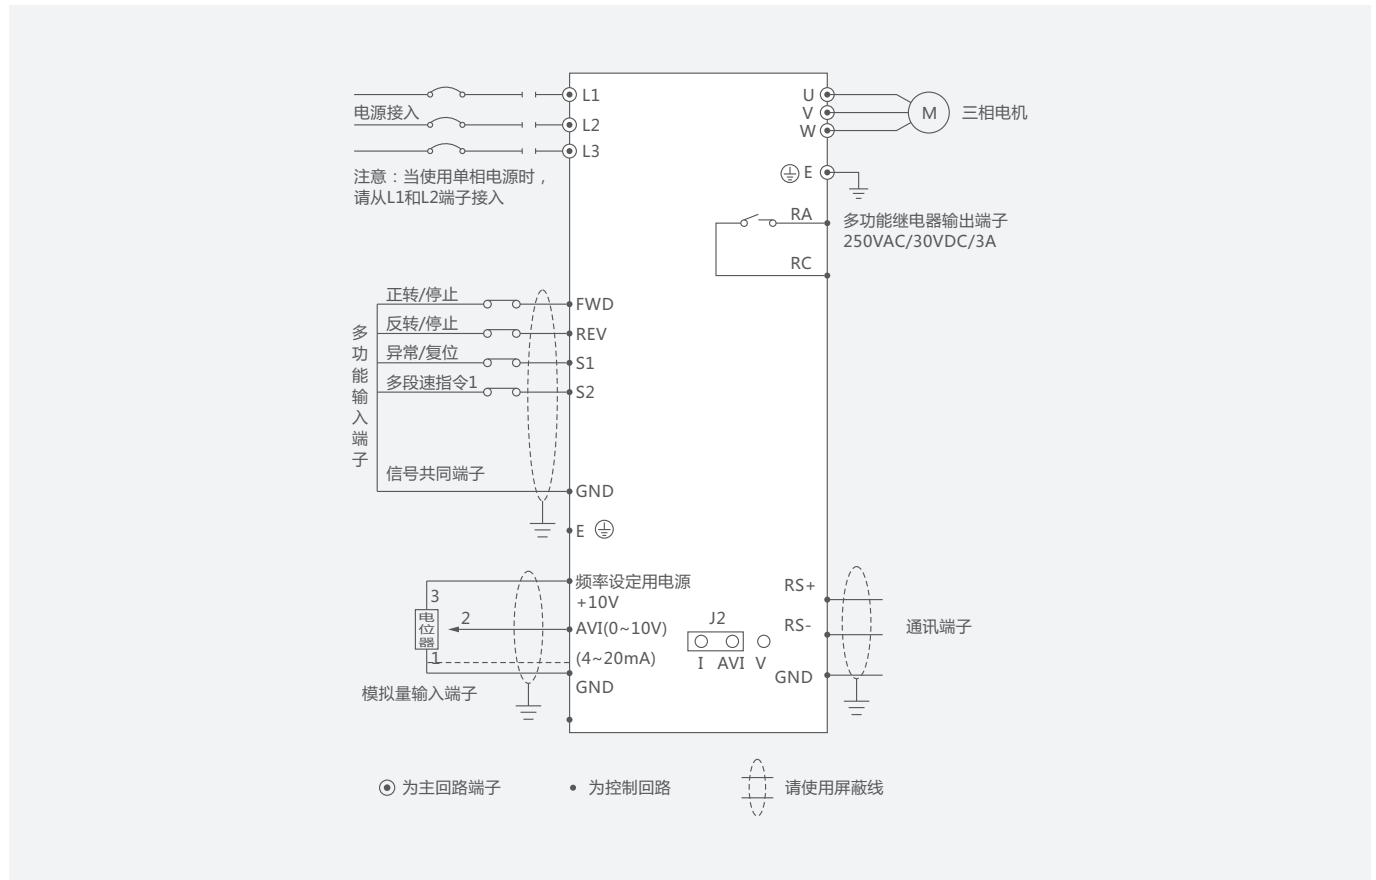 L1
电源接入
L2
L3
注意：当使用单相电源时，
请从L1和L2端子接入
U
V
W
M
三相电机
E
RA
多功能继电器输出端子
250VAC/30VDC/3A
RC
多功能输入端子
正转/停止
FWD
反转/停止
REV
异常/复位
S1
多段速指令1
S2
信号共同端子
GND
E
频率设定用电源
+10V
3
电位器
2
AVI(0~10V)
1
(4~20mA)
GND
模拟量输入端子
J2
I AVI V
RS+
RS-
通讯端子
GND
为主回路端子
为控制回路
请使用屏蔽线